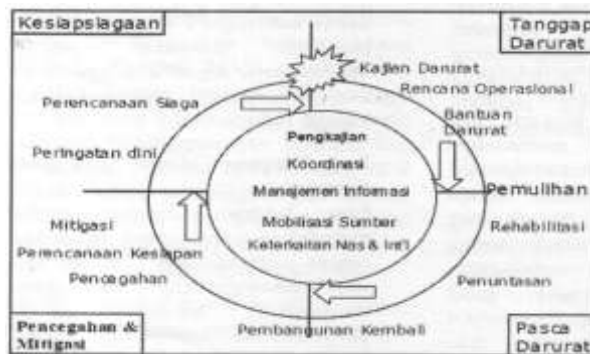 Kesiapsiagaan
Tanggap
Darurat
Kajian Darurat
Rencana Operasional
Perencanaan Siaga
Bantuan
Darurat
Peringatan dini
Pengkajian
Koordinasi
Manajemen Informasi
Mobilisasi Sumber
Keterkaitan Nas & Int'l
Pemulihan
Mitigasi
Rehabilitasi
Perencanaan Kesiapan
Pencegahan
Penuntasan
Pembangunan Kembali
Pencegahan &
Mitigasi
Pasca
Darurat